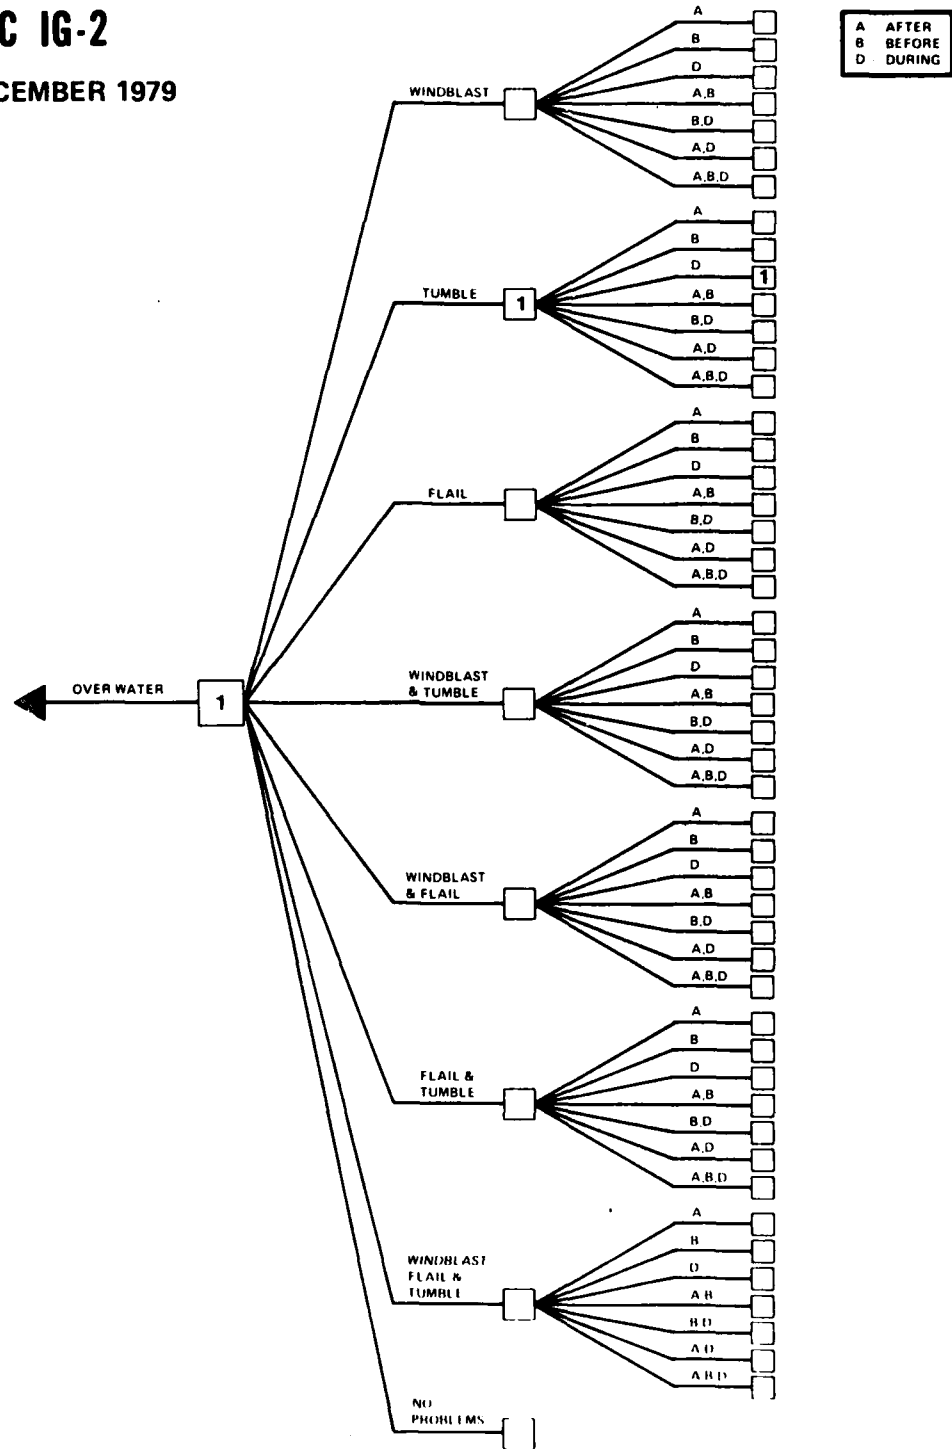 C IG-2
CEMBER 1979
A AFTER
B BEFORE
D DURING
WINDBLAST
A
B
D
A,B
B,D
A,D
A,B,D
TUMBLE
1
A
B
D
1
A,B
B,D
A,D
A,B,D
FLAIL
A
B
D
A,B
B,D
A,D
A,B,D
OVER WATER
1
WINDBLAST
& TUMBLE
A
B
D
A,B
B,D
A,D
A,B,D
WINDBLAST
& FLAIL
A
B
D
A,B
B,D
A,D
A,B,D
FLAIL &
TUMBLE
A
B
D
A,B
B,D
A,D
A,B,D
WINDBLAST
FLAIL &
TUMBLE
A
B
D
A,B
B,D
A,D
A,B,D
NO
PROBLEMS